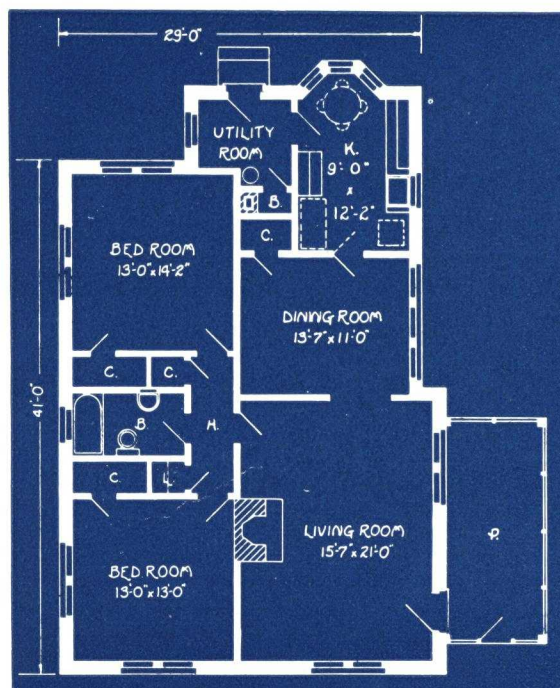 29'-0"
UTILITY
ROOM
K.
9'-0"
x
12'-2"
B.
C.
BED ROOM
13'-0"x14'-2"
DINING ROOM
13'-7"x11'-0"
41'-0"
C.
C.
B
H.
C.
L.
LIVING ROOM
15'-7"x21'-0"
P.
BED ROOM
13'-0"x13'-0"